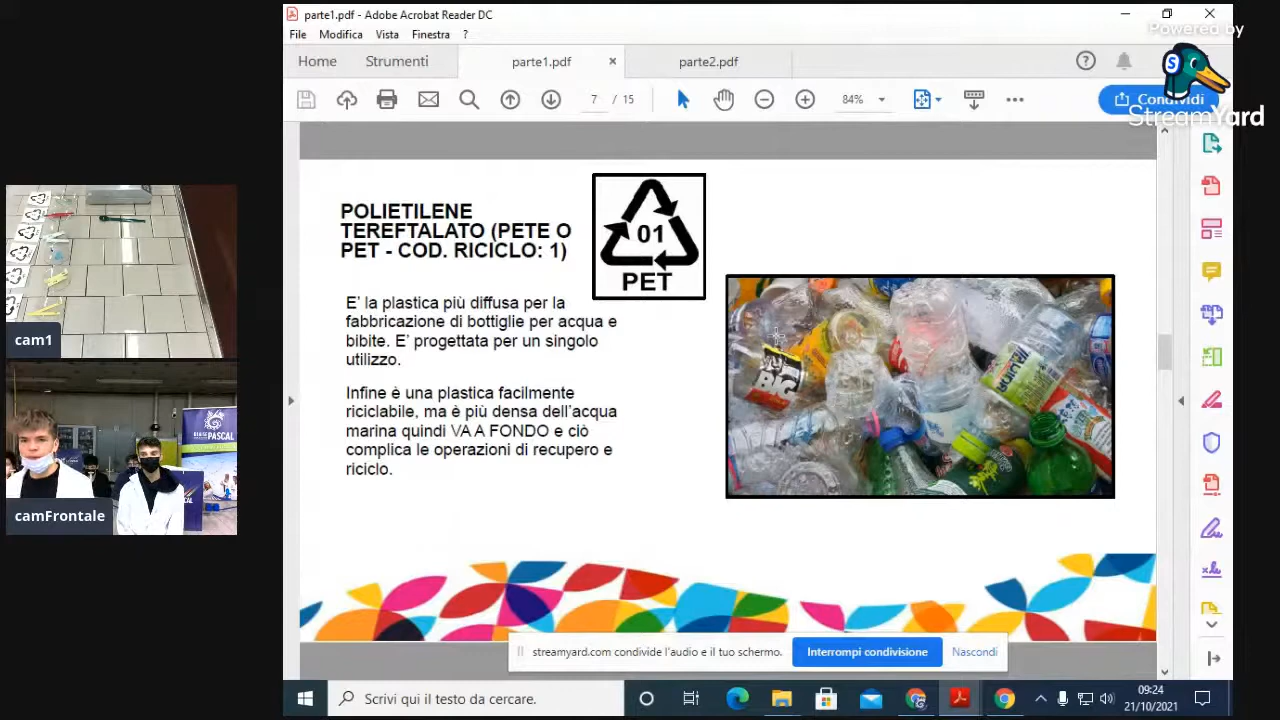 parte1.pdf - Adobe Acrobat Reader DC
Powered by
File Modifica Vista Finestra ?
Home Strumenti parte1.pdf × parte2.pdf
S
7 / 15 84% Condividi
StreamYard
POLIETILENE
TEREFTALATO (PETE O
PET - COD. RICICLO: 1)
01
PET
E' la plastica più diffusa per la
fabbricazione di bottiglie per acqua e
bibite. E' progettata per un singolo
utilizzo.
Infine è una plastica facilmente
riciclabile, ma è più densa dell'acqua
marina quindi VA A FONDO e ciò
complica le operazioni di recupero e
riciclo.
BIG
cam1
PASCAL
camFrontale
streamyard.com condivide l'audio e il tuo schermo. Interrompi condivisione Nascondi
Scrivi qui il testo da cercare.
09:24
21/10/2021